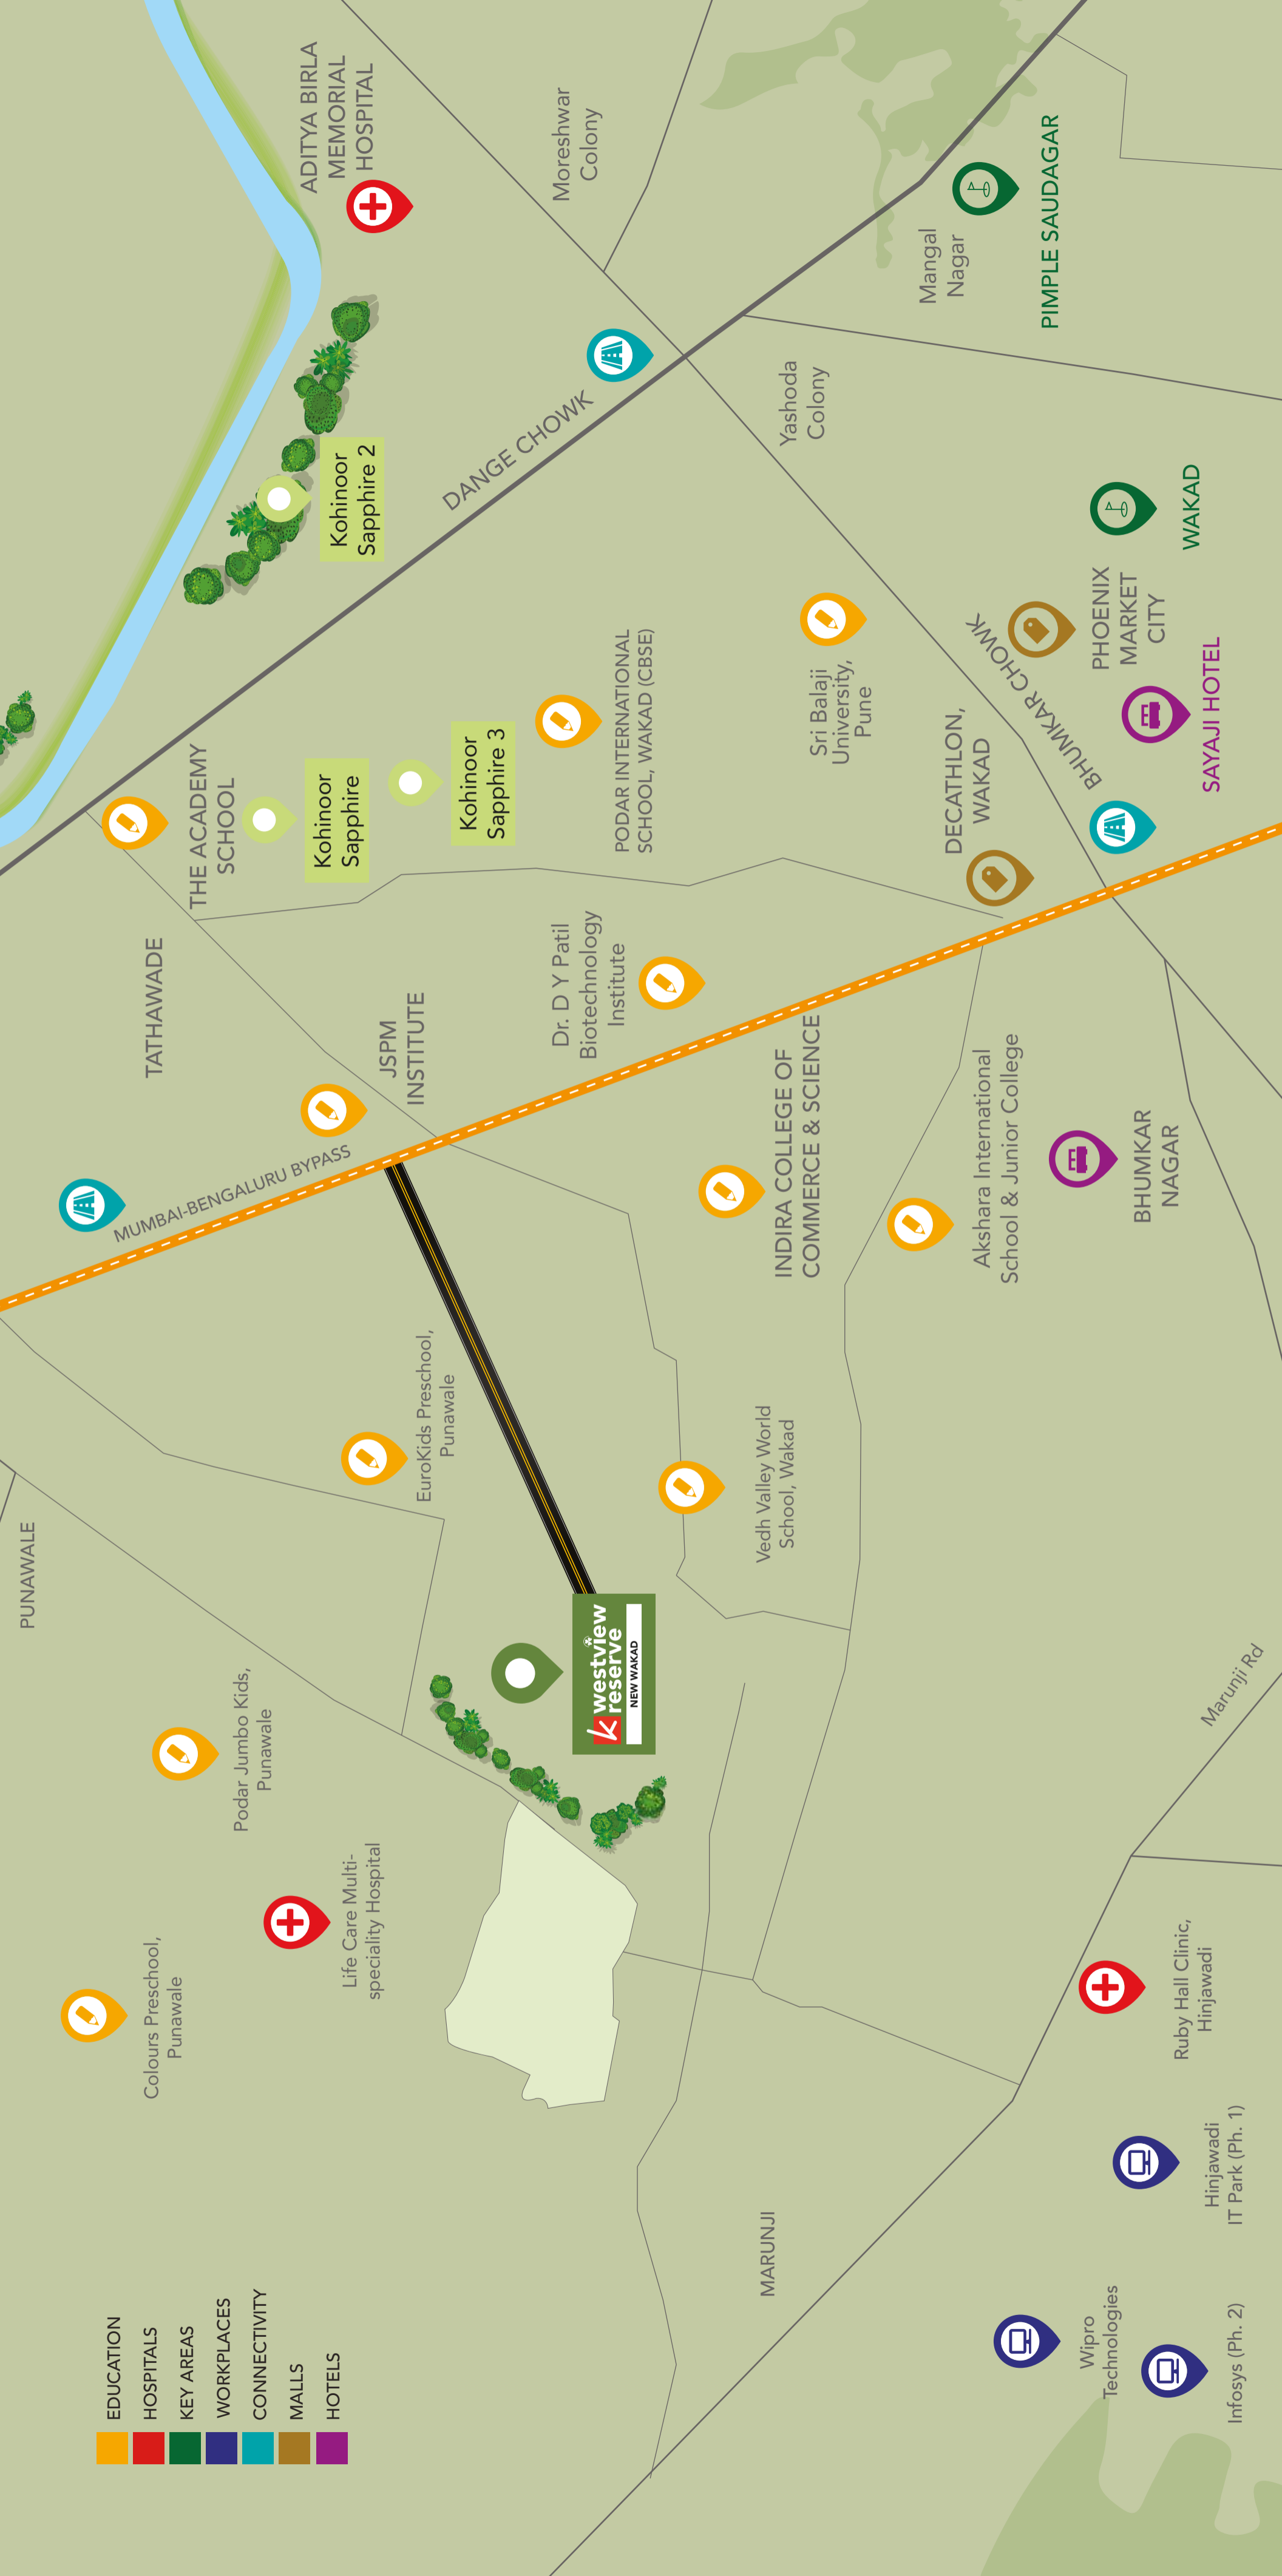 EDUCATION
HOSPITALS
KEY AREAS
WORKPLACES
CONNECTIVITY
MALLS
HOTELS
Colours Preschool,
Punawale
Life Care Multi-
speciality Hospital
Podar Jumbo Kids,
Punawale
PUNAWALE
EuroKids Preschool,
Punawale
MUMBAI-BENGALURU BYPASS
TATHAWADE
JSPM
INSTITUTE
THE ACADEMY
SCHOOL
Kohinoor
Sapphire
Kohinoor
Sapphire 3
Kohinoor
Sapphire 2
ADITYA BIRLA
MEMORIAL
HOSPITAL
Moreshwar
Colony
DANGE CHOWK
PODAR INTERNATIONAL
SCHOOL, WAKAD (CBSE)
Dr. D Y Patil
Biotechnology
Institute
k westview
reserve
NEW WAKAD
Vedh Valley World
School, Wakad
INDIRA COLLEGE OF
COMMERCE & SCIENCE
Sri Balaji
University,
Pune
Yashoda
Colony
Mangal
Nagar
PIMPLE SAUDAGAR
DECATHLON,
WAKAD
BHUMKAR CHOWK
PHOENIX
MARKET
CITY
WAKAD
SAYAJI HOTEL
Akshara International
School & Junior College
BHUMKAR
NAGAR
MARUNJI
Marunji Rd
Ruby Hall Clinic,
Hinjawadi
Hinjawadi
IT Park (Ph. 1)
Wipro
Technologies
Infosys (Ph. 2)